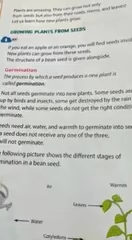 Plants are amazing. They can grow not only
from seeds but also from their roots, stems, and leaves!
Let us learn how new plants grow.
GROWING PLANTS FROM SEEDS
If you eat an apple or an orange, you will find seeds insid
New plants can grow from these seeds.
The structure of a bean seed is given alongside.
Germination
The process by which a seed produces a new plant is
called germination.
Not all seeds germinate into new plants. Some seeds are
up by birds and insects, some get destroyed by the rain
the wind, while some seeds do not get the right condit
erminate.
eeds need air, water, and warmth to germinate into see
a seed does not receive any one of the three,
will not germinate.
following picture shows the different stages of
mination in a bean seed.
Air
Warmth
Testa
Water
Cotyledons